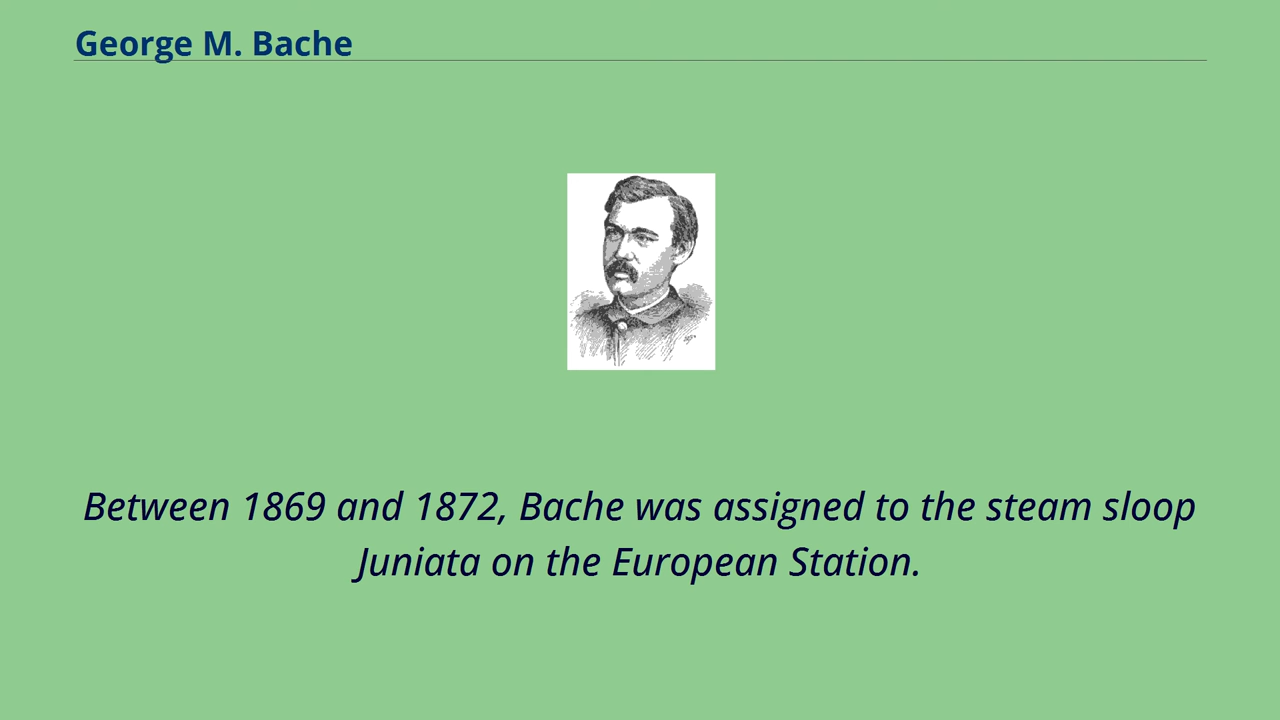 George M. Bache
Between 1869 and 1872, Bache was assigned to the steam sloop
Juniata on the European Station.